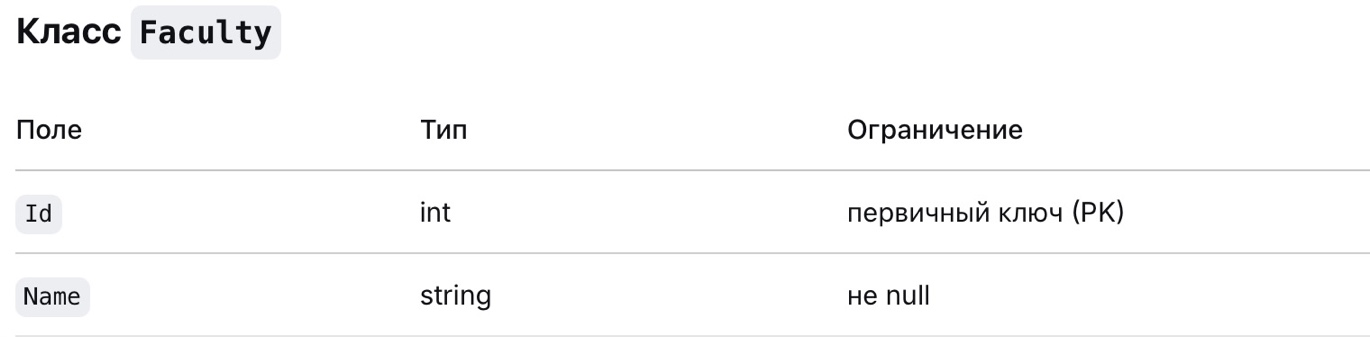 Класс Faculty
Поле Тип Ограничение
Id int первичный ключ (PK)
Name string не null